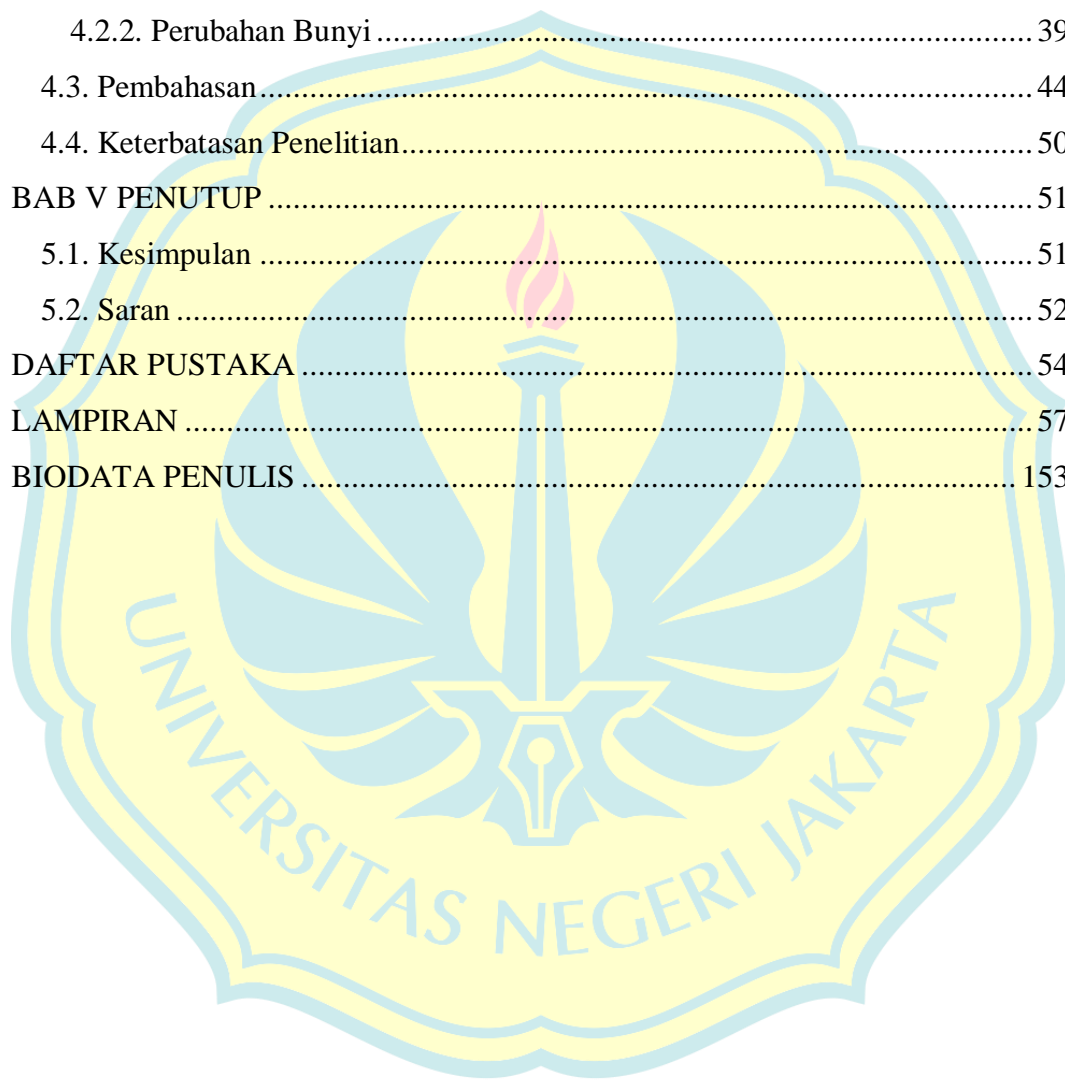 4.2.2. Perubahan Bunyi ........................................................................................ 39
4.3. Pembahasan ................................................................................................... 44
4.4. Keterbatasan Penelitian .................................................................................. 50
BAB V PENUTUP ................................................................................................ 51
5.1. Kesimpulan .................................................................................................... 51
5.2. Saran .............................................................................................................. 52
DAFTAR PUSTAKA ............................................................................................ 54
LAMPIRAN .......................................................................................................... 57
BIODATA PENULIS .......................................................................................... 153
UNIVERSITAS NEGERI JAKARTA